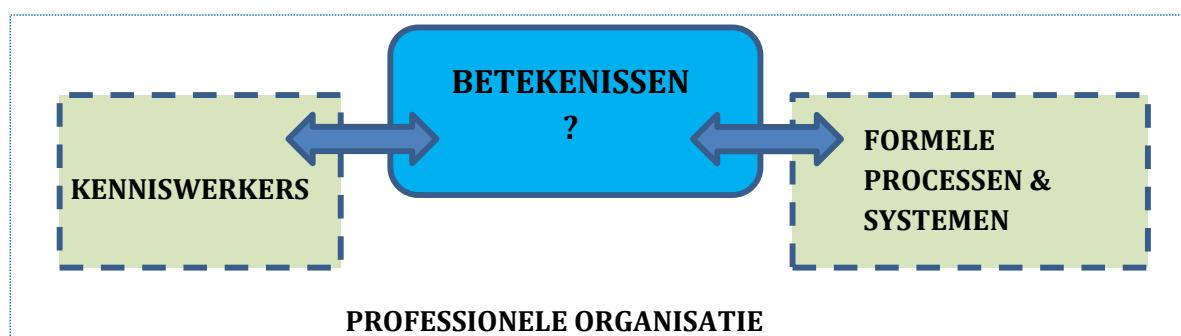 BETEKENISSEN
?
KENNISWERKERS
FORMELE
PROCESSEN &
SYSTEMEN
PROFESSIONELE ORGANISATIE